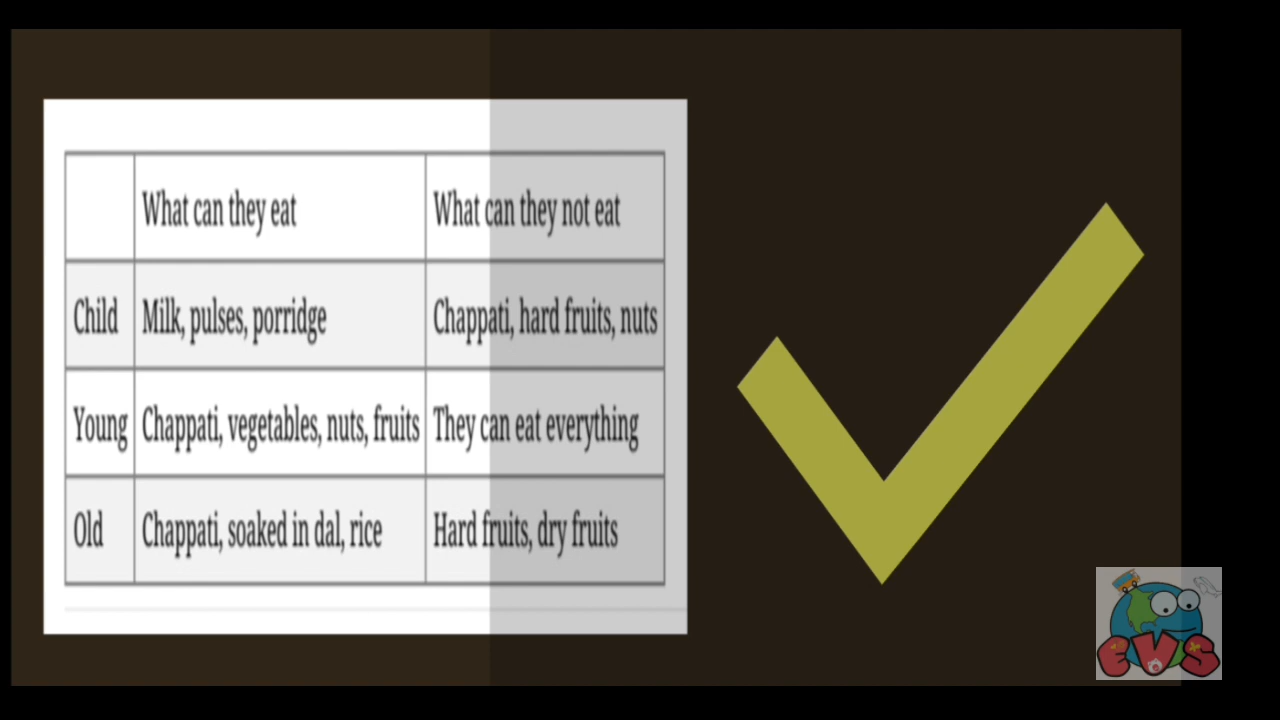 What can they eat What can they not eat
Child Milk, pulses, porridge Chappati, hard fruits, nuts
Young Chappati, vegetables, nuts, fruits They can eat everything
Old Chappati, soaked in dal, rice Hard fruits, dry fruits
EVS